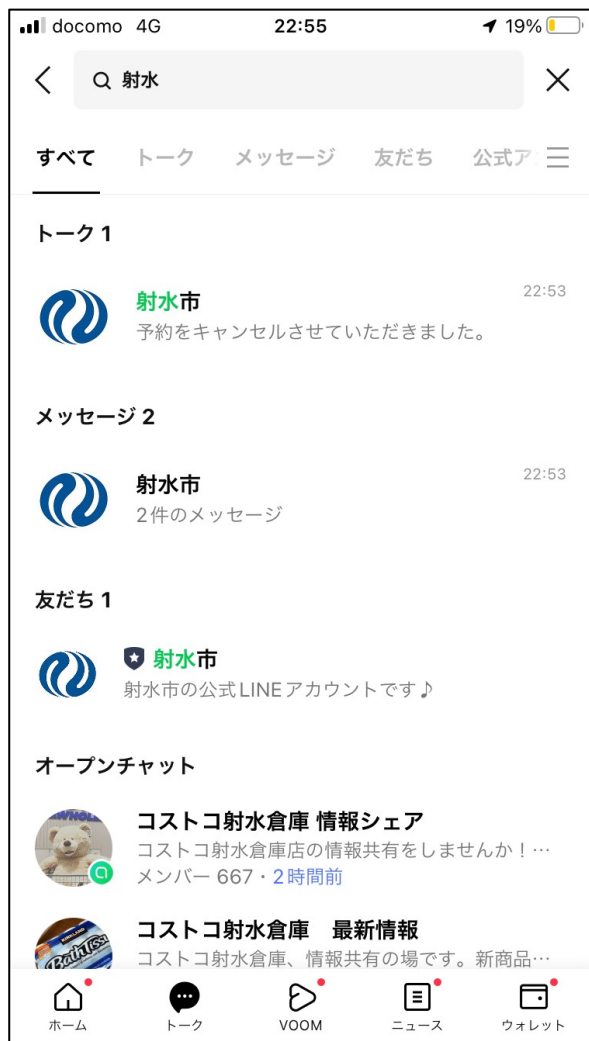 docomo 4G 22:55 19%
射水
すべて トーク メッセージ 友だち 公式ア
トーク 1
射水市 22:53
予約をキャンセルさせていただきました。
メッセージ 2
射水市 22:53
2件のメッセージ
友だち 1
射水市
射水市の公式LINEアカウントです♪
オープンチャット
コストコ射水倉庫 情報シェア
コストコ射水倉庫店の情報共有をしませんか！…
メンバー 667・2時間前
コストコ射水倉庫　最新情報
KIRKLAND
Bath Tiss
コストコ射水倉庫、情報共有の場です。新商品…
ホーム トーク VOOM ニュース ウォレット